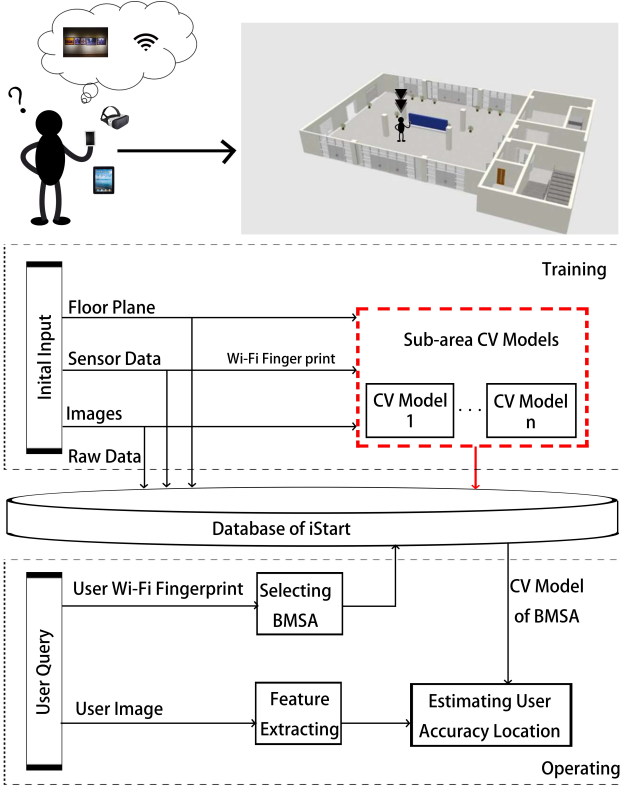 ?
Training
Inital Input
Floor Plane
Sensor Data
Wi-Fi Finger print
Images
Raw Data
Sub-area CV Models
CV Model
1
. . .
CV Model
n
Database of iStart
User Query
User Wi-Fi Fingerprint
Selecting
BMSA
CV Model
of BMSA
User Image
Feature
Extracting
Estimating User
Accuracy Location
Operating